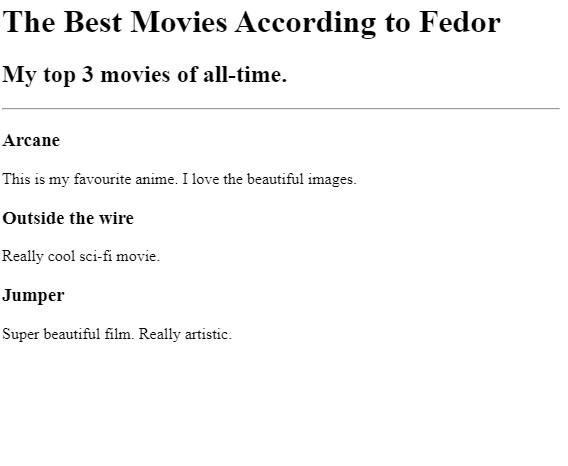 The Best Movies According to Fedor
My top 3 movies of all-time.
Arcane
This is my favourite anime. I love the beautiful images.
Outside the wire
Really cool sci-fi movie.
Jumper
Super beautiful film. Really artistic.